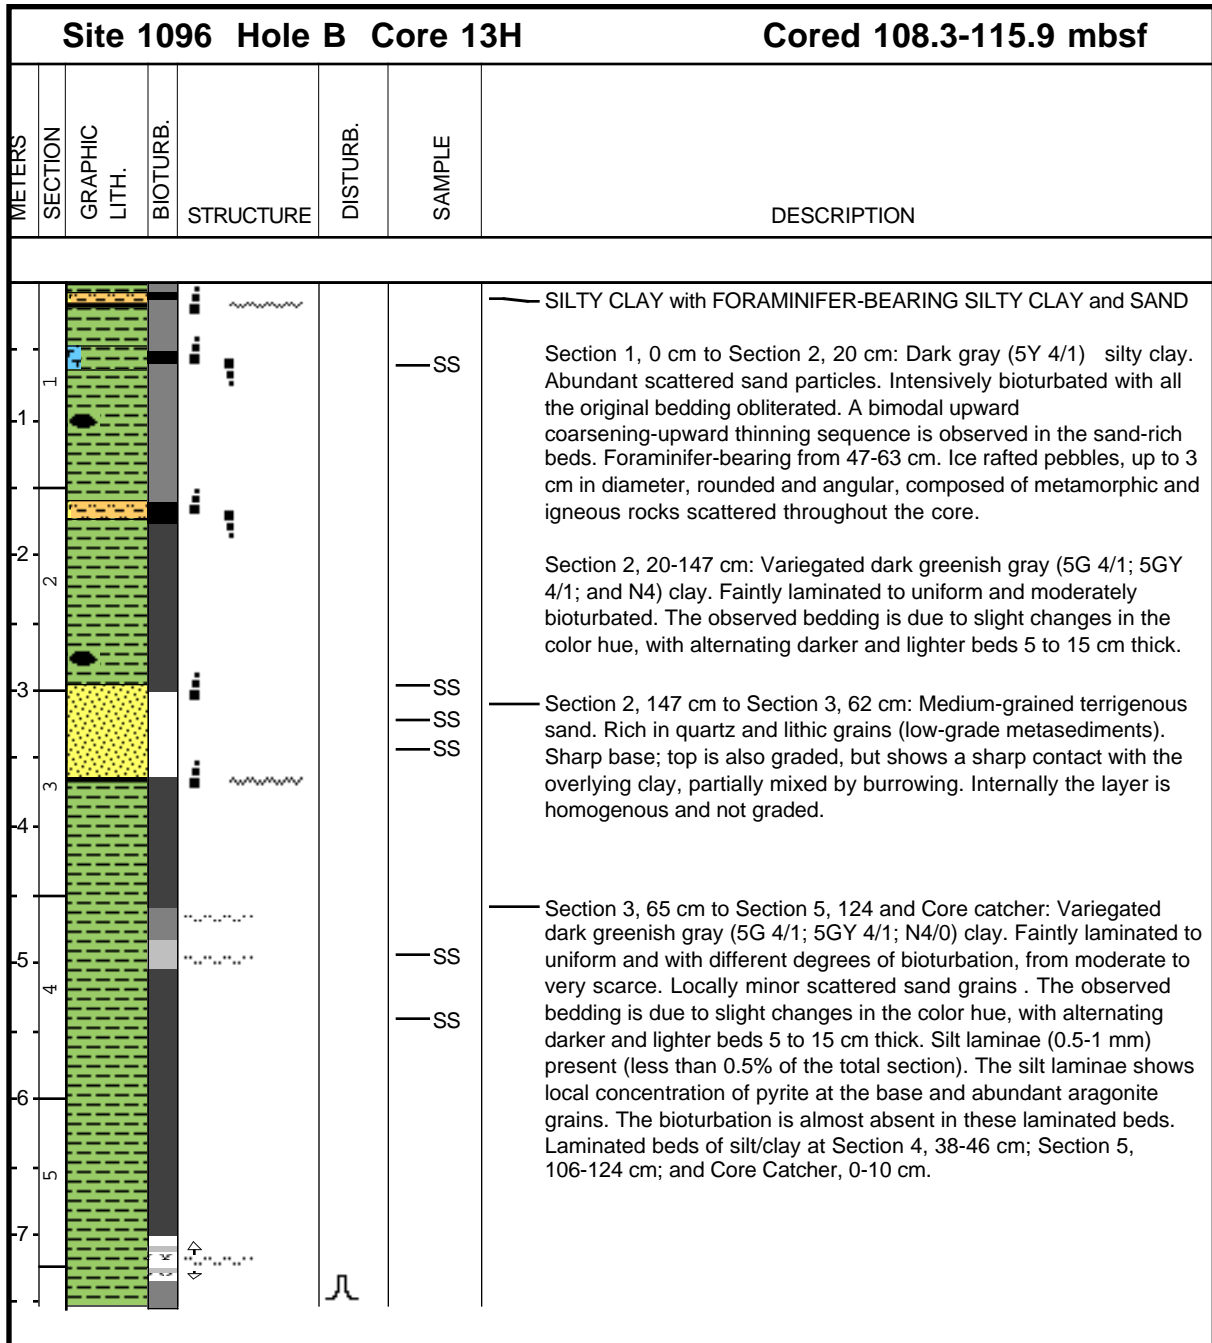 Site 1096 Hole B Core 13H Cored 108.3-115.9 mbsf
METERS
SECTION
GRAPHIC
LITH.
BIOTURB.
STRUCTURE
DISTURB.
SAMPLE
DESCRIPTION
1
2
3
4
5
6
7
1
2
3
4
5
SS
SS
SS
SS
SS
SS
SILTY CLAY with FORAMINIFER-BEARING SILTY CLAY and SAND
Section 1, 0 cm to Section 2, 20 cm: Dark gray (5Y 4/1) silty clay.
Abundant scattered sand particles. Intensively bioturbated with all
the original bedding obliterated. A bimodal upward
coarsening-upward thinning sequence is observed in the sand-rich
beds. Foraminifer-bearing from 47-63 cm. Ice rafted pebbles, up to 3
cm in diameter, rounded and angular, composed of metamorphic and
igneous rocks scattered throughout the core.
Section 2, 20-147 cm: Variegated dark greenish gray (5G 4/1; 5GY
4/1; and N4) clay. Faintly laminated to uniform and moderately
bioturbated. The observed bedding is due to slight changes in the
color hue, with alternating darker and lighter beds 5 to 15 cm thick.
Section 2, 147 cm to Section 3, 62 cm: Medium-grained terrigenous
sand. Rich in quartz and lithic grains (low-grade metasediments).
Sharp base; top is also graded, but shows a sharp contact with the
overlying clay, partially mixed by burrowing. Internally the layer is
homogenous and not graded.
Section 3, 65 cm to Section 5, 124 and Core catcher: Variegated
dark greenish gray (5G 4/1; 5GY 4/1; N4/0) clay. Faintly laminated to
uniform and with different degrees of bioturbation, from moderate to
very scarce. Locally minor scattered sand grains . The observed
bedding is due to slight changes in the color hue, with alternating
darker and lighter beds 5 to 15 cm thick. Silt laminae (0.5-1 mm)
present (less than 0.5% of the total section). The silt laminae shows
local concentration of pyrite at the base and abundant aragonite
grains. The bioturbation is almost absent in these laminated beds.
Laminated beds of silt/clay at Section 4, 38-46 cm; Section 5,
106-124 cm; and Core Catcher, 0-10 cm.